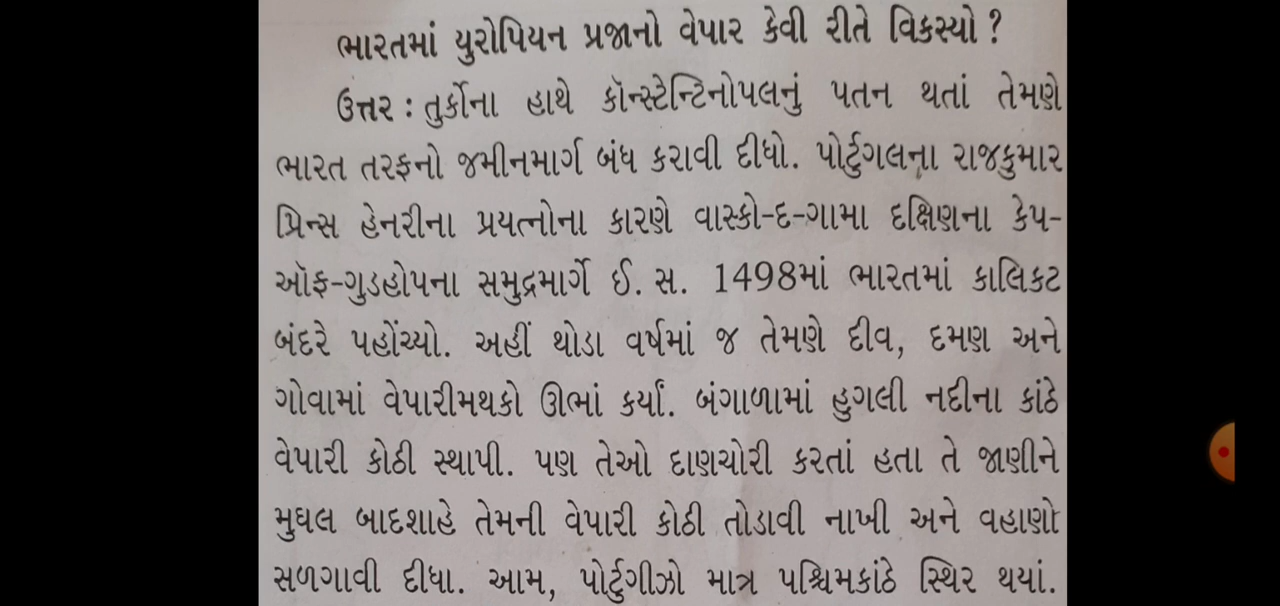 ભારતમાં યુરોપિયન પ્રજાનો વેપાર કેવી રીતે વિકસ્યો ?
ઉત્તર : તુર્કોના હાથે કૉન્સ્ટેન્ટિનોપલનું પતન થતાં તેમણે
ભારત તરફનો જમીનમાર્ગ બંધ કરાવી દીધો. પોર્ટુગલના રાજકુમાર
પ્રિન્સ હેનરીના પ્રયત્નોના કારણે વાસ્કો-દ-ગામા દક્ષિણના કેપ-
ઑફ-ગુડહોપના સમુદ્રમાર્ગે ઈ. સ. 1498માં ભારતમાં કાલિકટ
બંદરે પહોંચ્યો. અહીં થોડા વર્ષમાં જ તેમણે દીવ, દમણ અને
ગોવામાં વેપારીમથકો ઊભાં કર્યાં. બંગાળામાં હુગલી નદીના કાંઠે
વેપારી કોઠી સ્થાપી. પણ તેઓ દાણચોરી કરતાં હતા તે જાણીને
મુઘલ બાદશાહે તેમની વેપારી કોઠી તોડાવી નાખી અને વહાણો
સળગાવી દીધા. આમ, પોર્ટુગીઝો માત્ર પશ્ચિમકાંઠે સ્થિર થયાં.